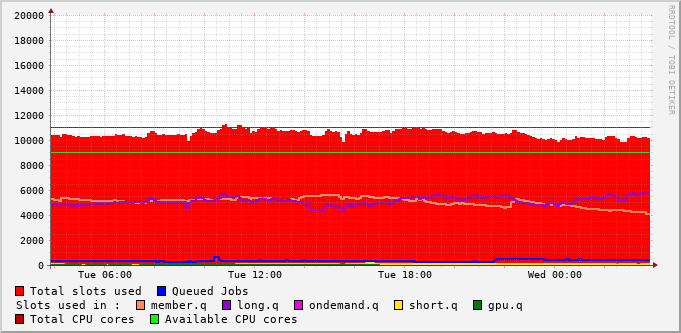 20000
18000
16000
14000
12000
10000
8000
6000
4000
2000
0
Tue 06:00 Tue 12:00 Tue 18:00 Wed 00:00
RRDTOOL / TOBI OETIKER
Total slots used Queued Jobs
Slots used in : member.q long.q ondemand.q short.q gpu.q
Total CPU cores Available CPU cores